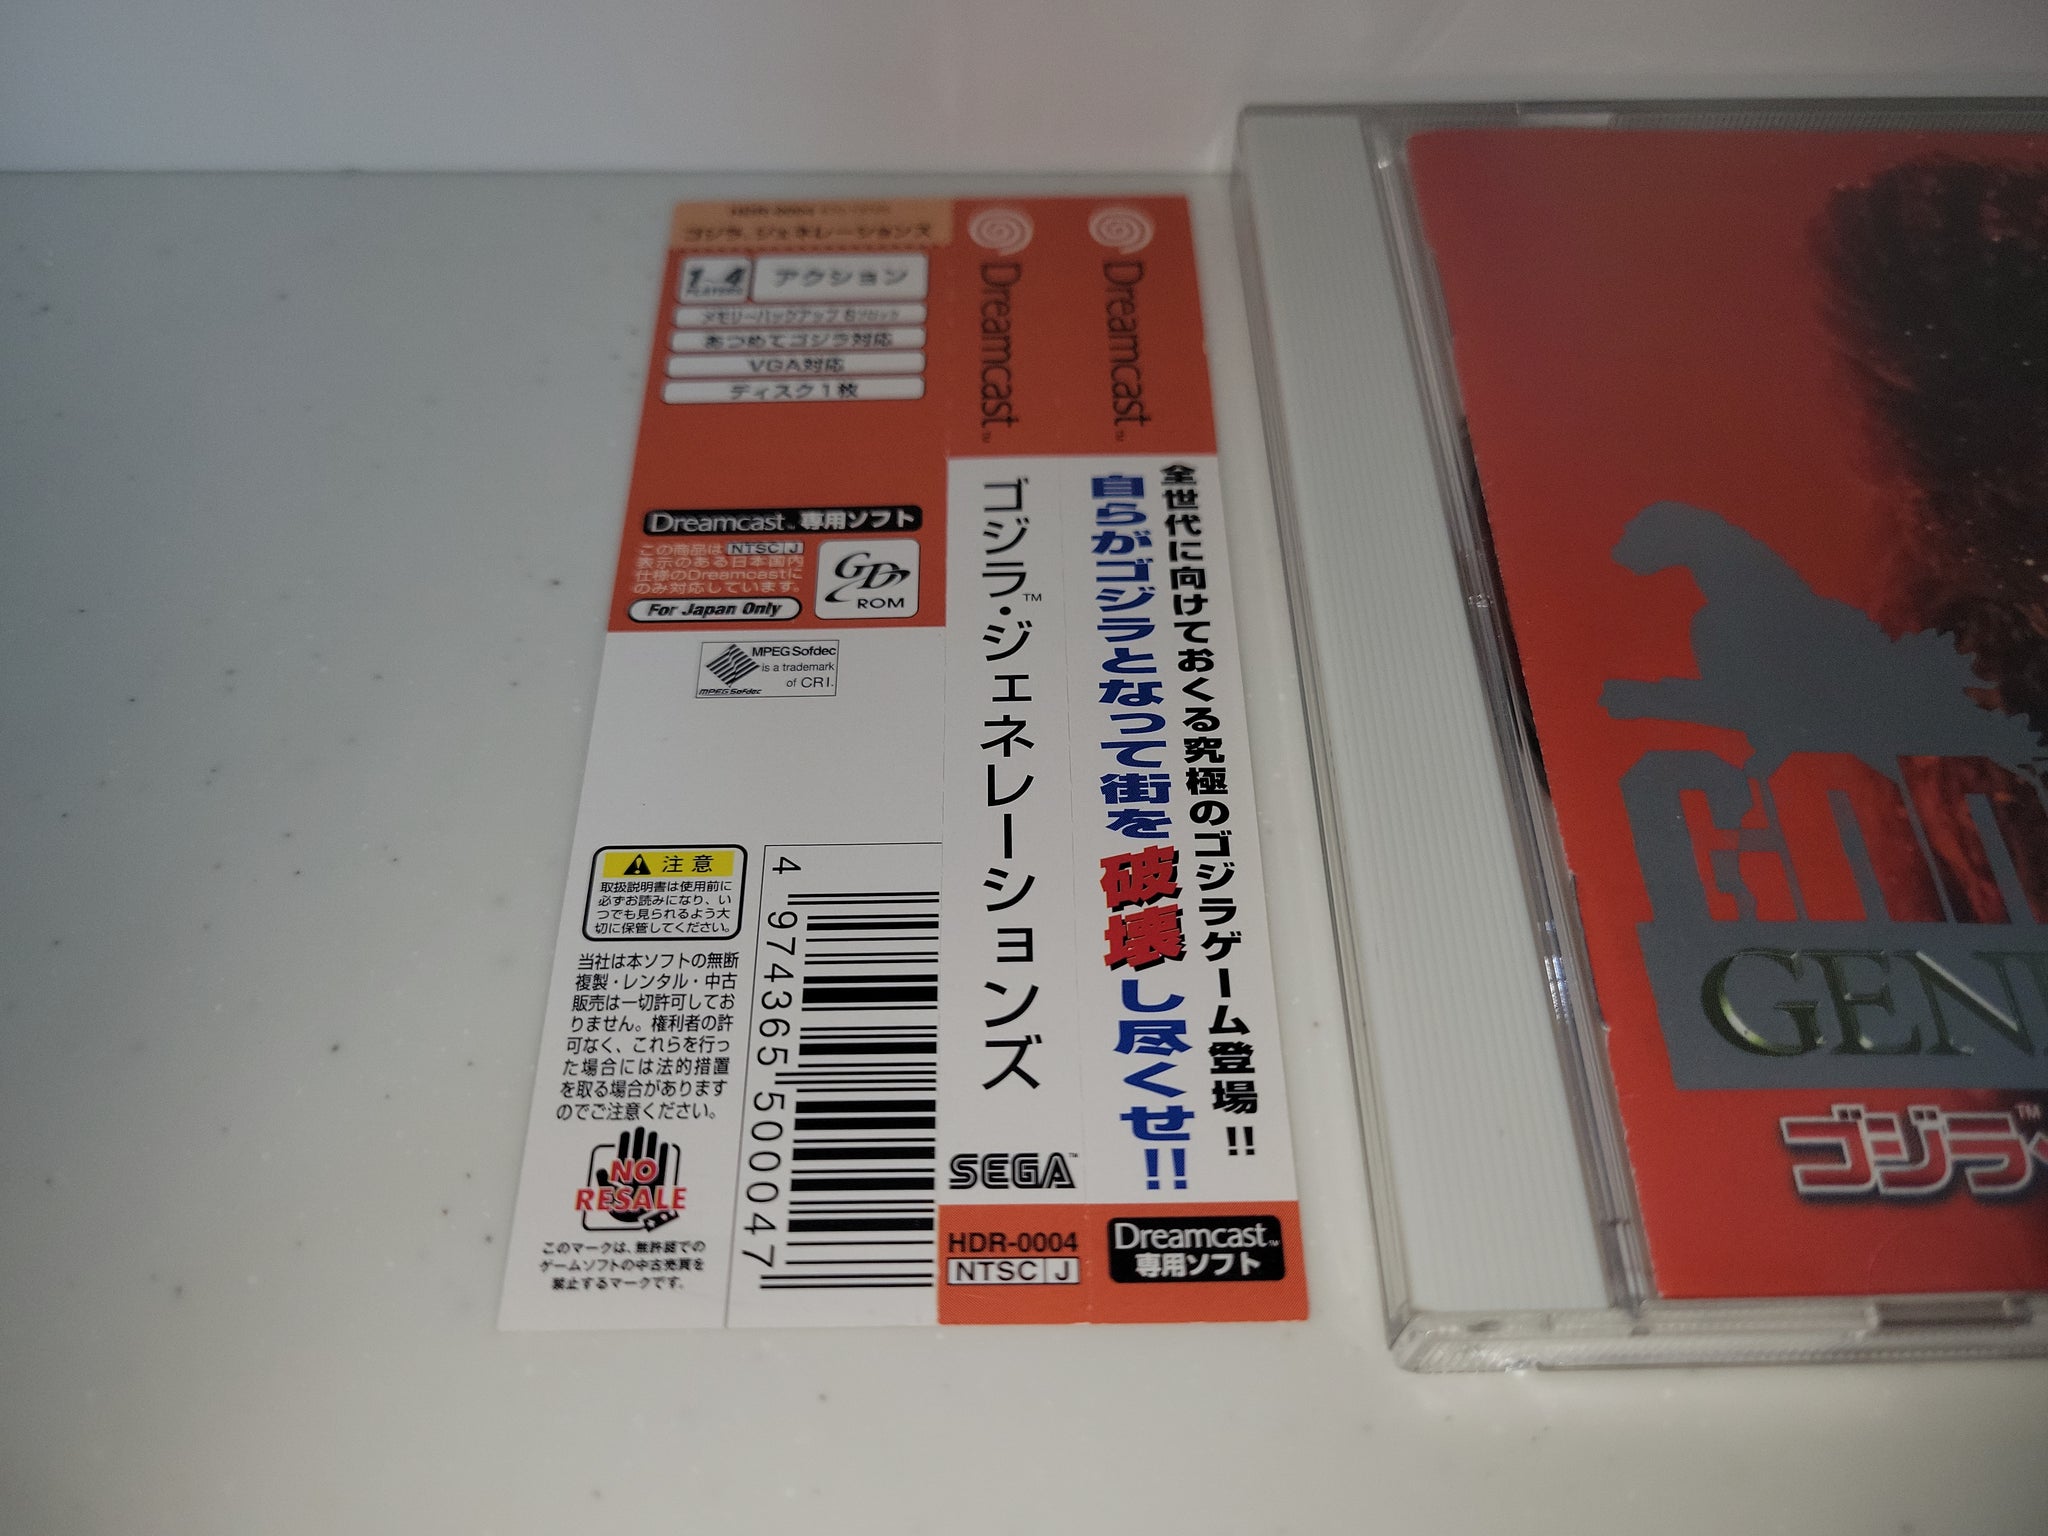 HDR-0004
ゴジラ・ジェネレーションズ
1~4 PLAYERS
アクション
メモリーバックアップ
あつめてゴジラ対応
VGA対応
ディスク1枚
Dreamcast™ 専用ソフト
この商品は NTSC J
表示のある日本国内
仕様のDreamcastに
のみ対応しています。
For Japan Only
GD ROM
MPEG Sofdec
is a trademark
of CRI.
MPEG Sofdec
注意
取扱説明書は使用前に
必ずお読みになり、い
つでも見られるよう大
切に保管してください。
当社は本ソフトの無断
複製・レンタル・中古
販売は一切許可してお
りません。権利者の許
可なく、これらを行っ
た場合には法的措置
を取る場合があります
のでご注意ください。
NO
RESALE
このマークは、無許諾での
ゲームソフトの中古売買を
禁止するマークです。
4 974365 500047
Dreamcast™
ゴジラ™・ジェネレーションズ
SEGA™
HDR-0004
NTSC J
Dreamcast™
全世代に向けておくる究極のゴジラゲーム登場!!
自らがゴジラとなって街を破壊し尽くせ!!
Dreamcast™
専用ソフト
GOD
GEN
ゴジラ™